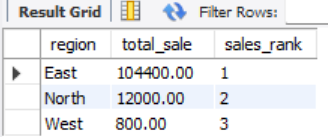 Result Grid Filter Rows:
region total_sale sales_rank
East 104400.00 1
North 12000.00 2
West 800.00 3